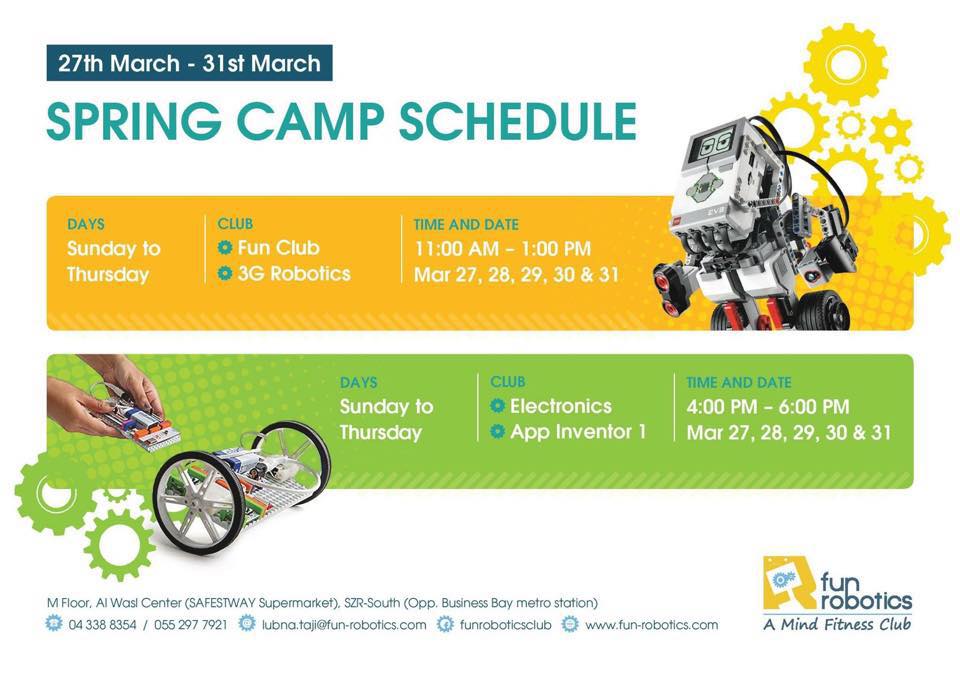 27th March - 31st March
SPRING CAMP SCHEDULE
DAYS
Sunday to
Thursday
CLUB
Fun Club
3G Robotics
TIME AND DATE
11:00 AM – 1:00 PM
Mar 27, 28, 29, 30 & 31
EV3
DAYS
Sunday to
Thursday
CLUB
Electronics
App Inventor 1
TIME AND DATE
4:00 PM – 6:00 PM
Mar 27, 28, 29, 30 & 31
M Floor, Al Wasl Center (SAFESTWAY Supermarket), SZR-South (Opp. Business Bay metro station)
04 338 8354 / 055 297 7921 lubna.taji@fun-robotics.com funroboticsclub www.fun-robotics.com
fun
robotics
A Mind Fitness Club